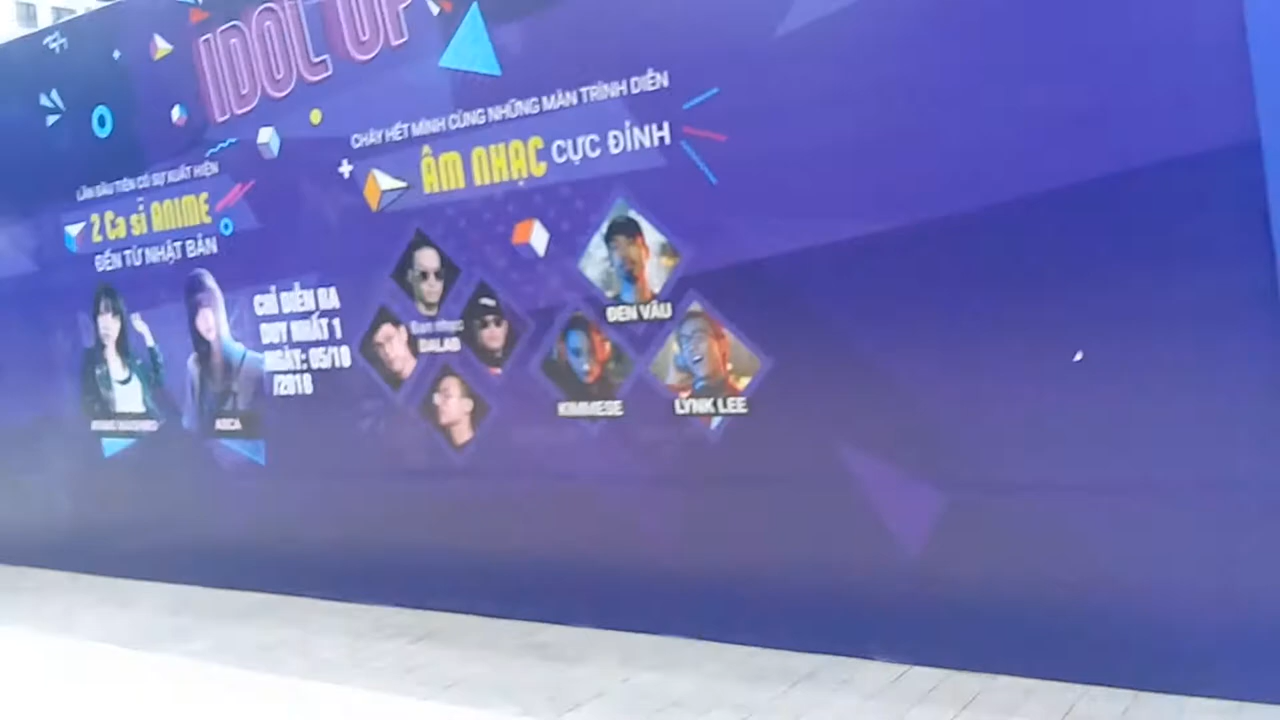 IDOL UP
LẦN ĐẦU TIÊN CÓ SỰ XUẤT HIỆN
2 Ca sĩ ANIME
ĐẾN TỪ NHẬT BẢN
CHỈ DIỄN RA
DUY NHẤT 1
NGÀY: 05/10
/2018
ASCA
CHÁY HẾT MÌNH CÙNG NHỮNG MÀN TRÌNH DIỄN
ÂM NHẠC CỰC ĐỈNH
Ban nhạc
DALAB
ĐEN VÂU
KIMMESE
LYNK LEE